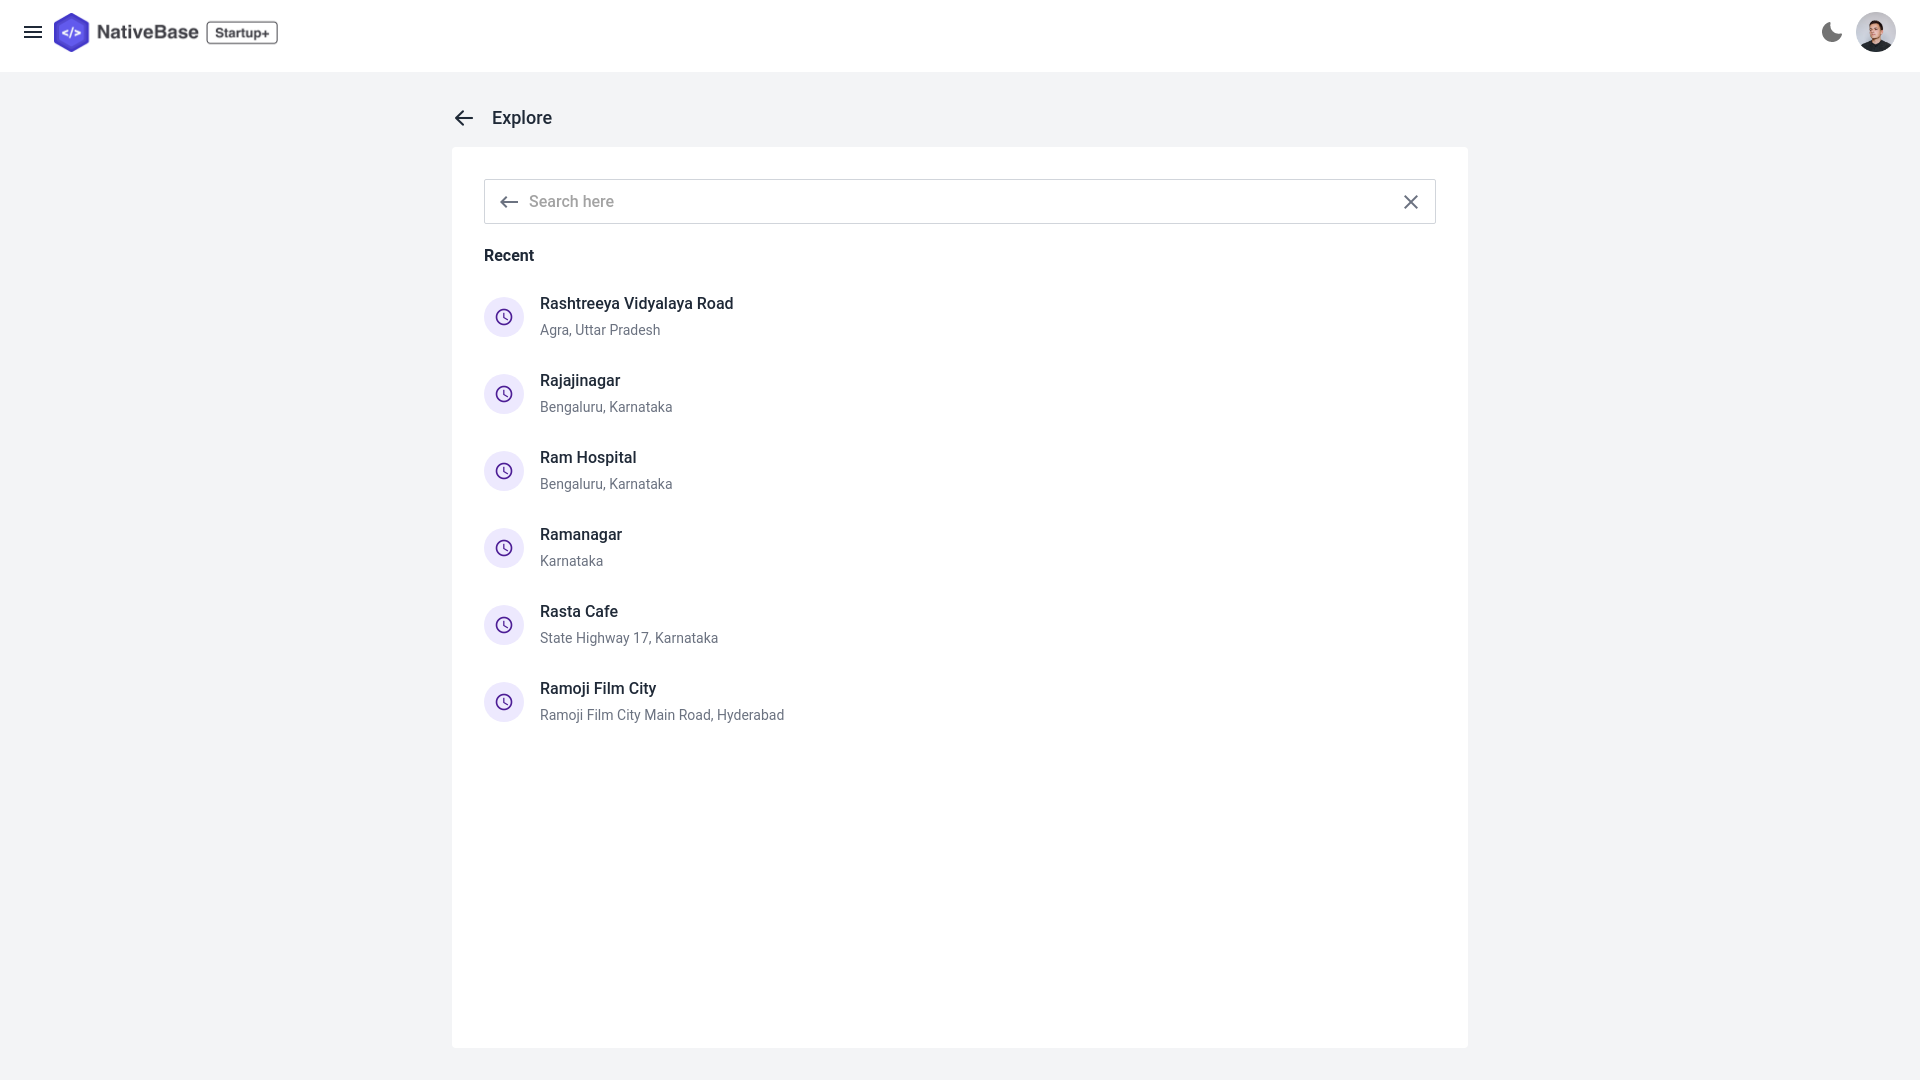 </> NativeBase Startup+
Explore
Search here
Recent
Rashtreeya Vidyalaya Road
Agra, Uttar Pradesh
Rajajinagar
Bengaluru, Karnataka
Ram Hospital
Bengaluru, Karnataka
Ramanagar
Karnataka
Rasta Cafe
State Highway 17, Karnataka
Ramoji Film City
Ramoji Film City Main Road, Hyderabad